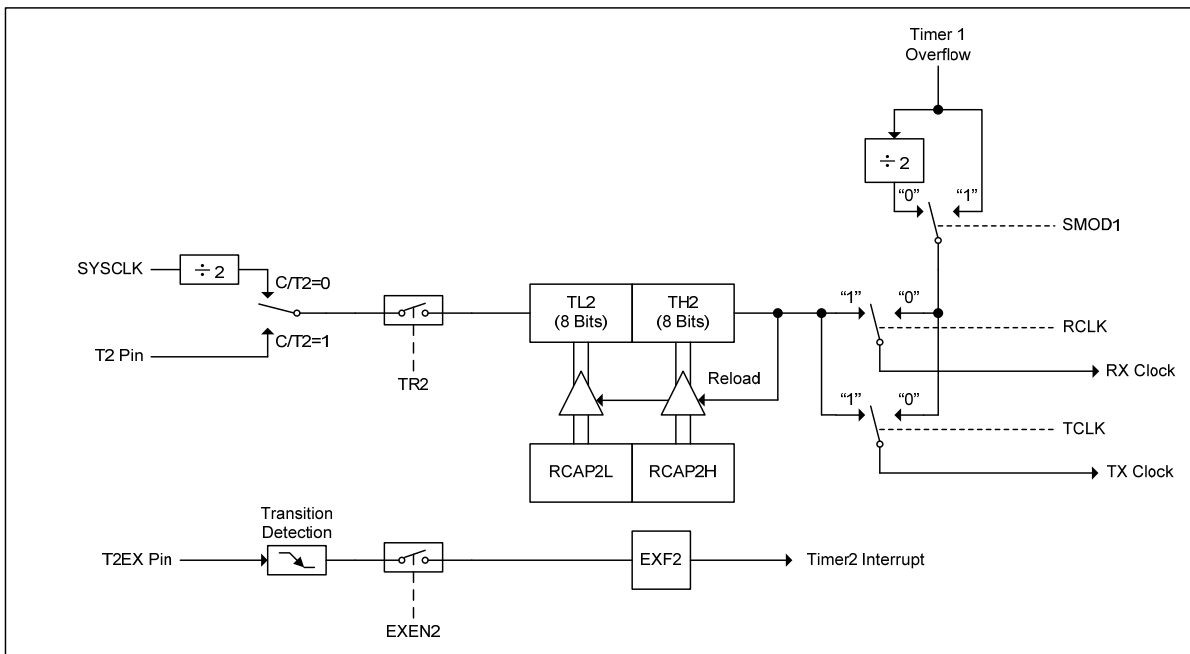 Timer 1
Overflow
÷ 2
“0”
“1”
SMOD1
SYSCLK
÷ 2
C/T2=0
C/T2=1
T2 Pin
TR2
TL2
(8 Bits)
TH2
(8 Bits)
“1”
“0”
RCLK
RX Clock
Reload
“1”
“0”
TCLK
TX Clock
RCAP2L
RCAP2H
Transition
Detection
T2EX Pin
EXF2
Timer2 Interrupt
EXEN2